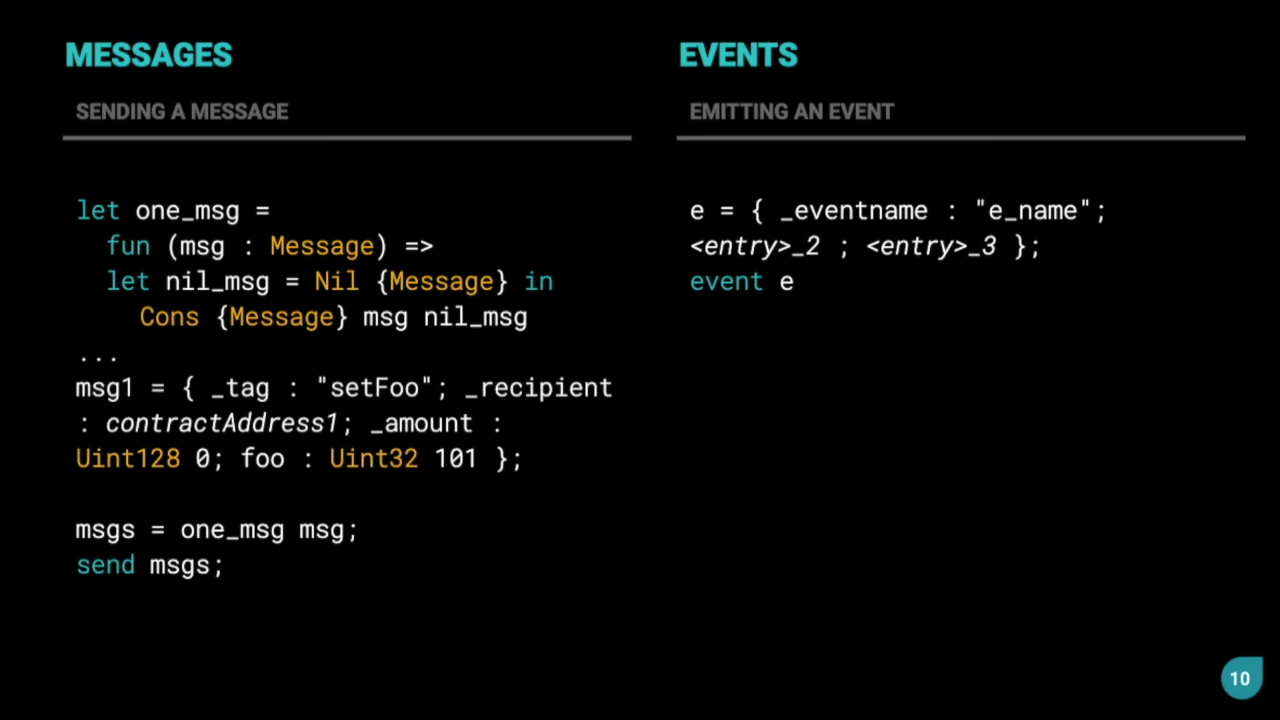 MESSAGES
SENDING A MESSAGE
let one_msg =
fun (msg : Message) =>
let nil_msg = Nil {Message} in
Cons {Message} msg nil_msg
...
msg1 = { _tag : "setFoo"; _recipient
: contractAddress1; _amount :
Uint128 0; foo : Uint32 101 };
msgs = one_msg msg;
send msgs;
EVENTS
EMITTING AN EVENT
e = { _eventname : "e_name";
<entry>_2 ; <entry>_3 };
event e
10